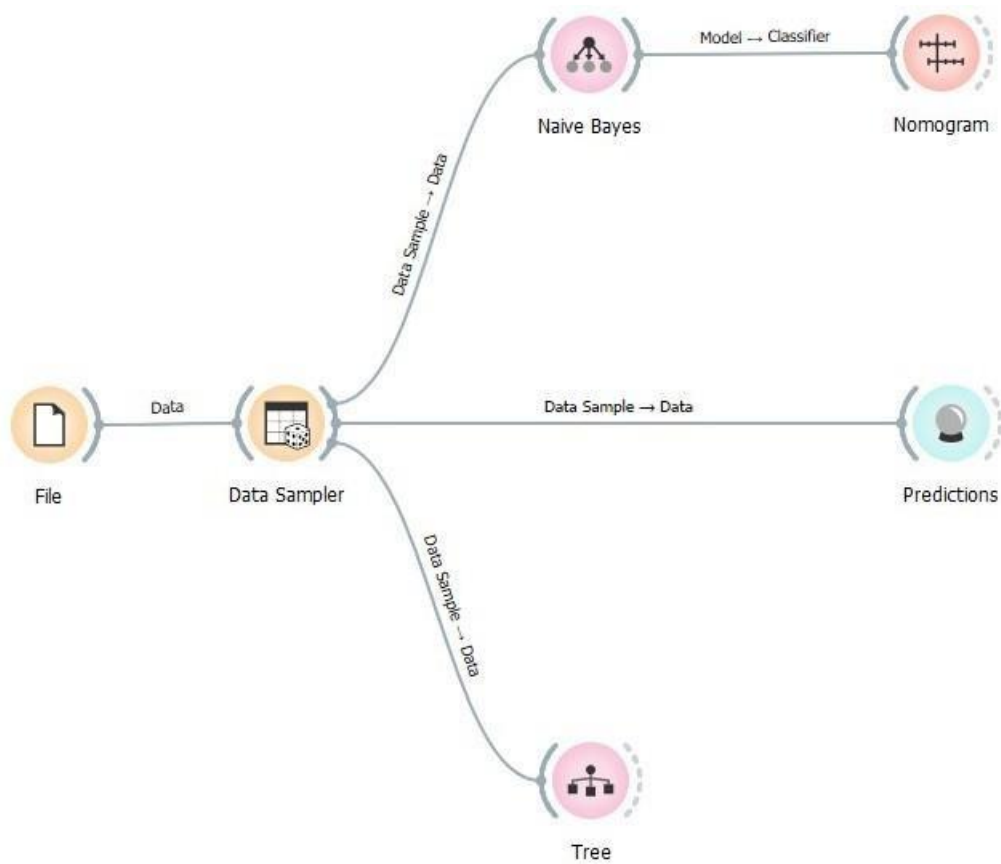 Model → Classifier
Naive Bayes
Nomogram
Data Sample → Data
Data
Data Sample → Data
File
Data Sampler
Predictions
Data Sample → Data
Tree